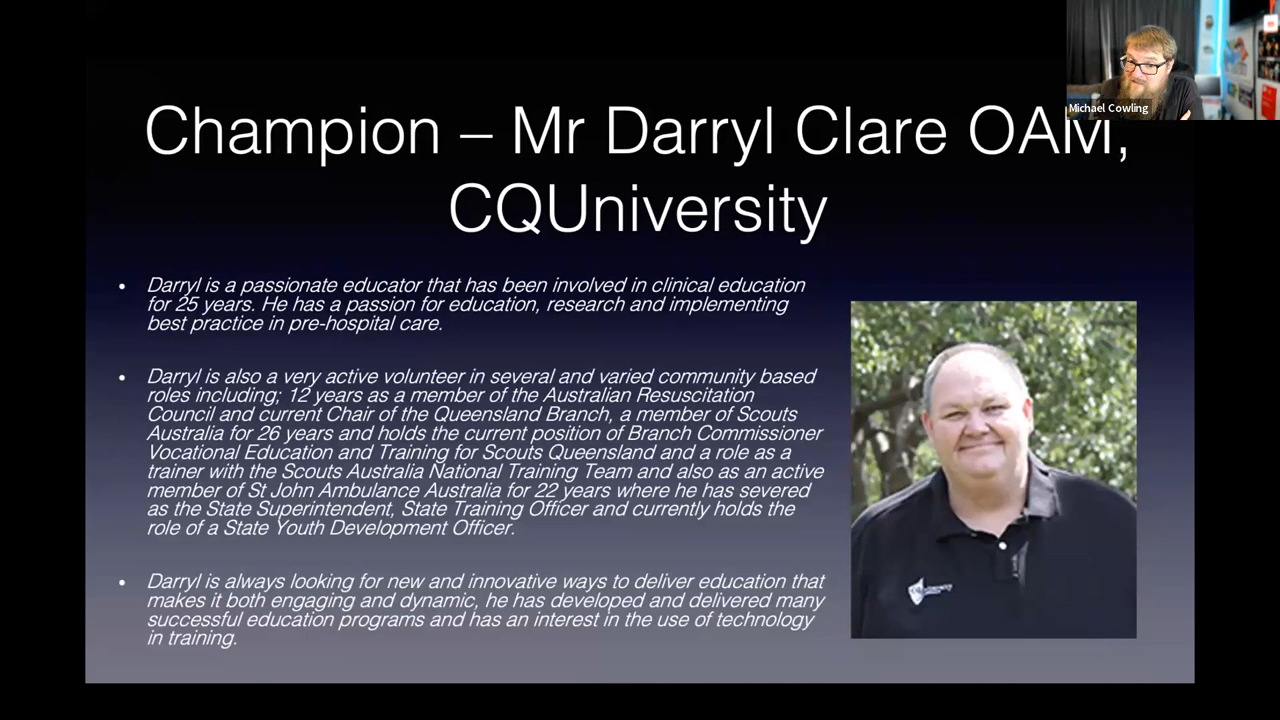 Michael Cowling
Champion – Mr Darryl Clare OAM,
CQUniversity
• Darryl is a passionate educator that has been involved in clinical education
for 25 years. He has a passion for education, research and implementing
best practice in pre-hospital care.
• Darryl is also a very active volunteer in several and varied community based
roles including; 12 years as a member of the Australian Resuscitation
Council and current Chair of the Queensland Branch, a member of Scouts
Australia for 26 years and holds the current position of Branch Commissioner
Vocational Education and Training for Scouts Queensland and a role as a
trainer with the Scouts Australia National Training Team and also as an active
member of St John Ambulance Australia for 22 years where he has severed
as the State Superintendent, State Training Officer and currently holds the
role of a State Youth Development Officer.
• Darryl is always looking for new and innovative ways to deliver education that
makes it both engaging and dynamic, he has developed and delivered many
successful education programs and has an interest in the use of technology
in training.